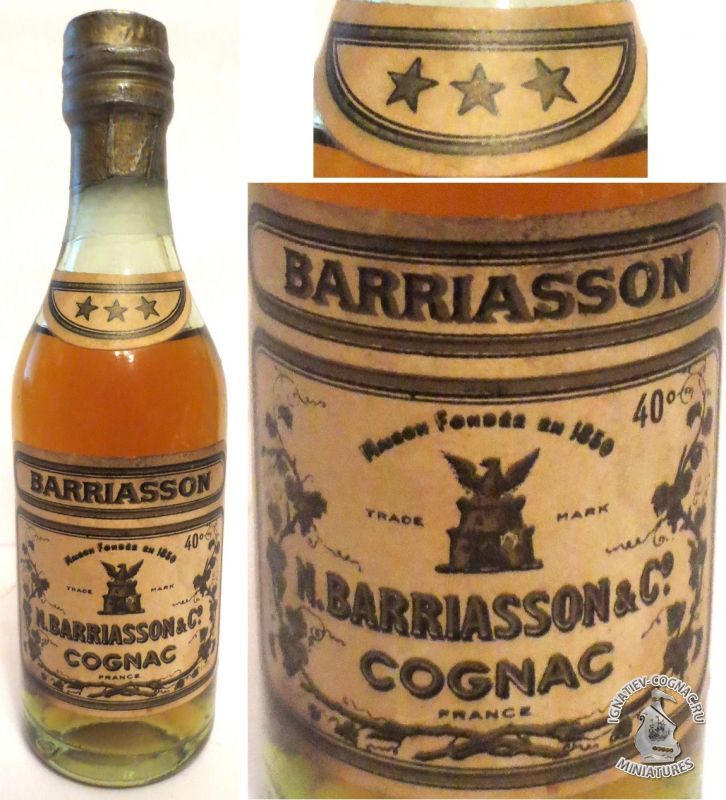 ★ ★ ★
BARRIASSON
40°
Maison Fondée en 1850
TRADE MARK
N. BARRIASSON & Cº
COGNAC
FRANCE
★ ★ ★
BARRIASSON
40°
Maison Fondée en 1850
TRADE MARK
N. BARRIASSON & Cº
COGNAC
FRANCE
IGNATIEV-COGNAC.RU
MINIATURES